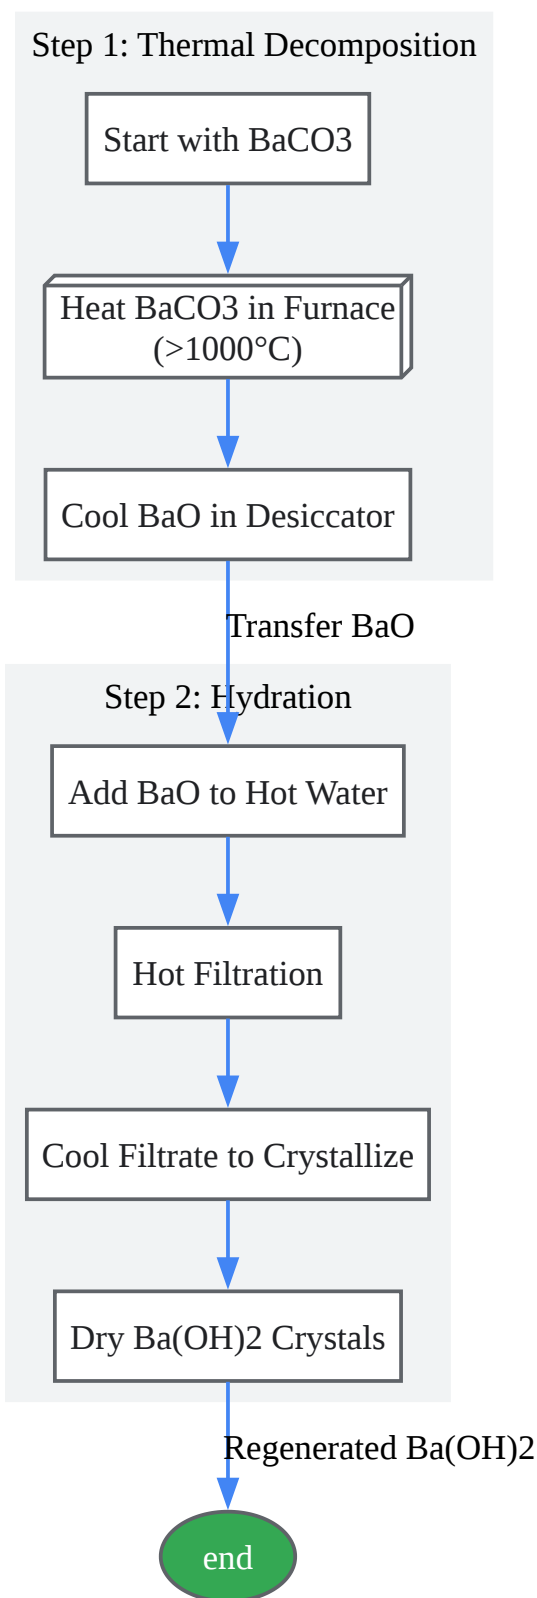 Step 1: Thermal Decomposition
Start with BaCO3
Heat BaCO3 in Furnace
(>1000°C)
Cool BaO in Desiccator
Transfer BaO
Step 2: Hydration
Add BaO to Hot Water
Hot Filtration
Cool Filtrate to Crystallize
Dry Ba(OH)2 Crystals
Regenerated Ba(OH)2
end